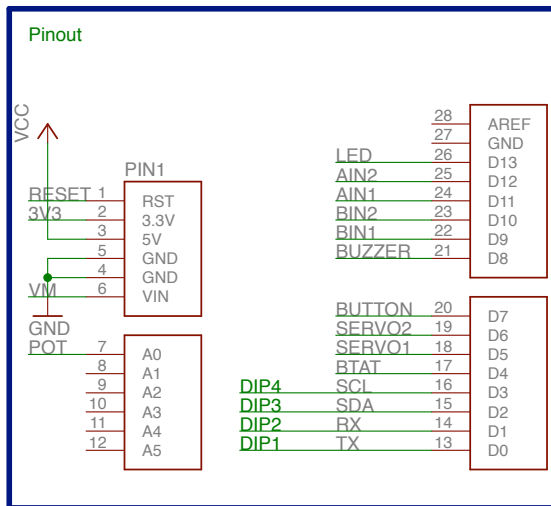 Pinout
VCC
PIN1
RESET 1 RST
3V3 2 3.3V
3 5V
5 GND
4 GND
VM 6 VIN
GND
POT 7 A0
8 A1
9 A2
10 A3
11 A4
12 A5
28 AREF
27 GND
LED 26 D13
AIN2 25 D12
AIN1 24 D11
BIN2 23 D10
BIN1 22 D9
BUZZER 21 D8
BUTTON 20 D7
SERVO2 19 D6
SERVO1 18 D5
BTAT 17 D4
DIP4 SCL 16 D3
DIP3 SDA 15 D2
DIP2 RX 14 D1
DIP1 TX 13 D0